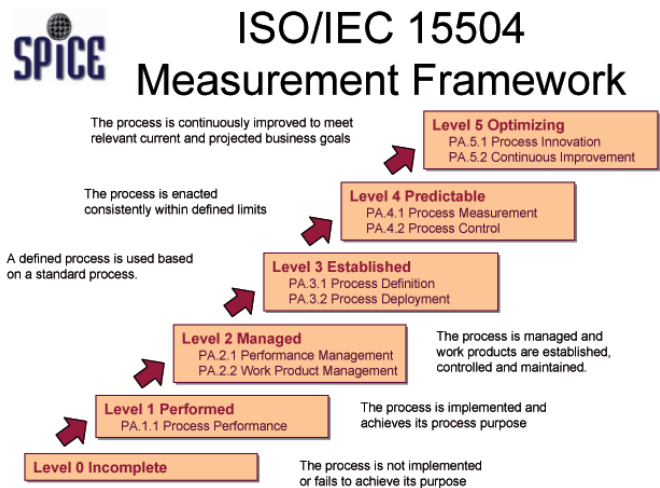 SPICE
ISO/IEC 15504
Measurement Framework
The process is continuously improved to meet
relevant current and projected business goals
Level 5 Optimizing
PA.5.1 Process Innovation
PA.5.2 Continuous Improvement
The process is enacted
consistently within defined limits
Level 4 Predictable
PA.4.1 Process Measurement
PA.4.2 Process Control
A defined process is used based
on a standard process.
Level 3 Established
PA.3.1 Process Definition
PA.3.2 Process Deployment
Level 2 Managed
PA.2.1 Performance Management
PA.2.2 Work Product Management
The process is managed and
work products are established,
controlled and maintained.
Level 1 Performed
PA.1.1 Process Performance
The process is implemented and
achieves its process purpose
Level 0 Incomplete
The process is not implemented
or fails to achieve its purpose